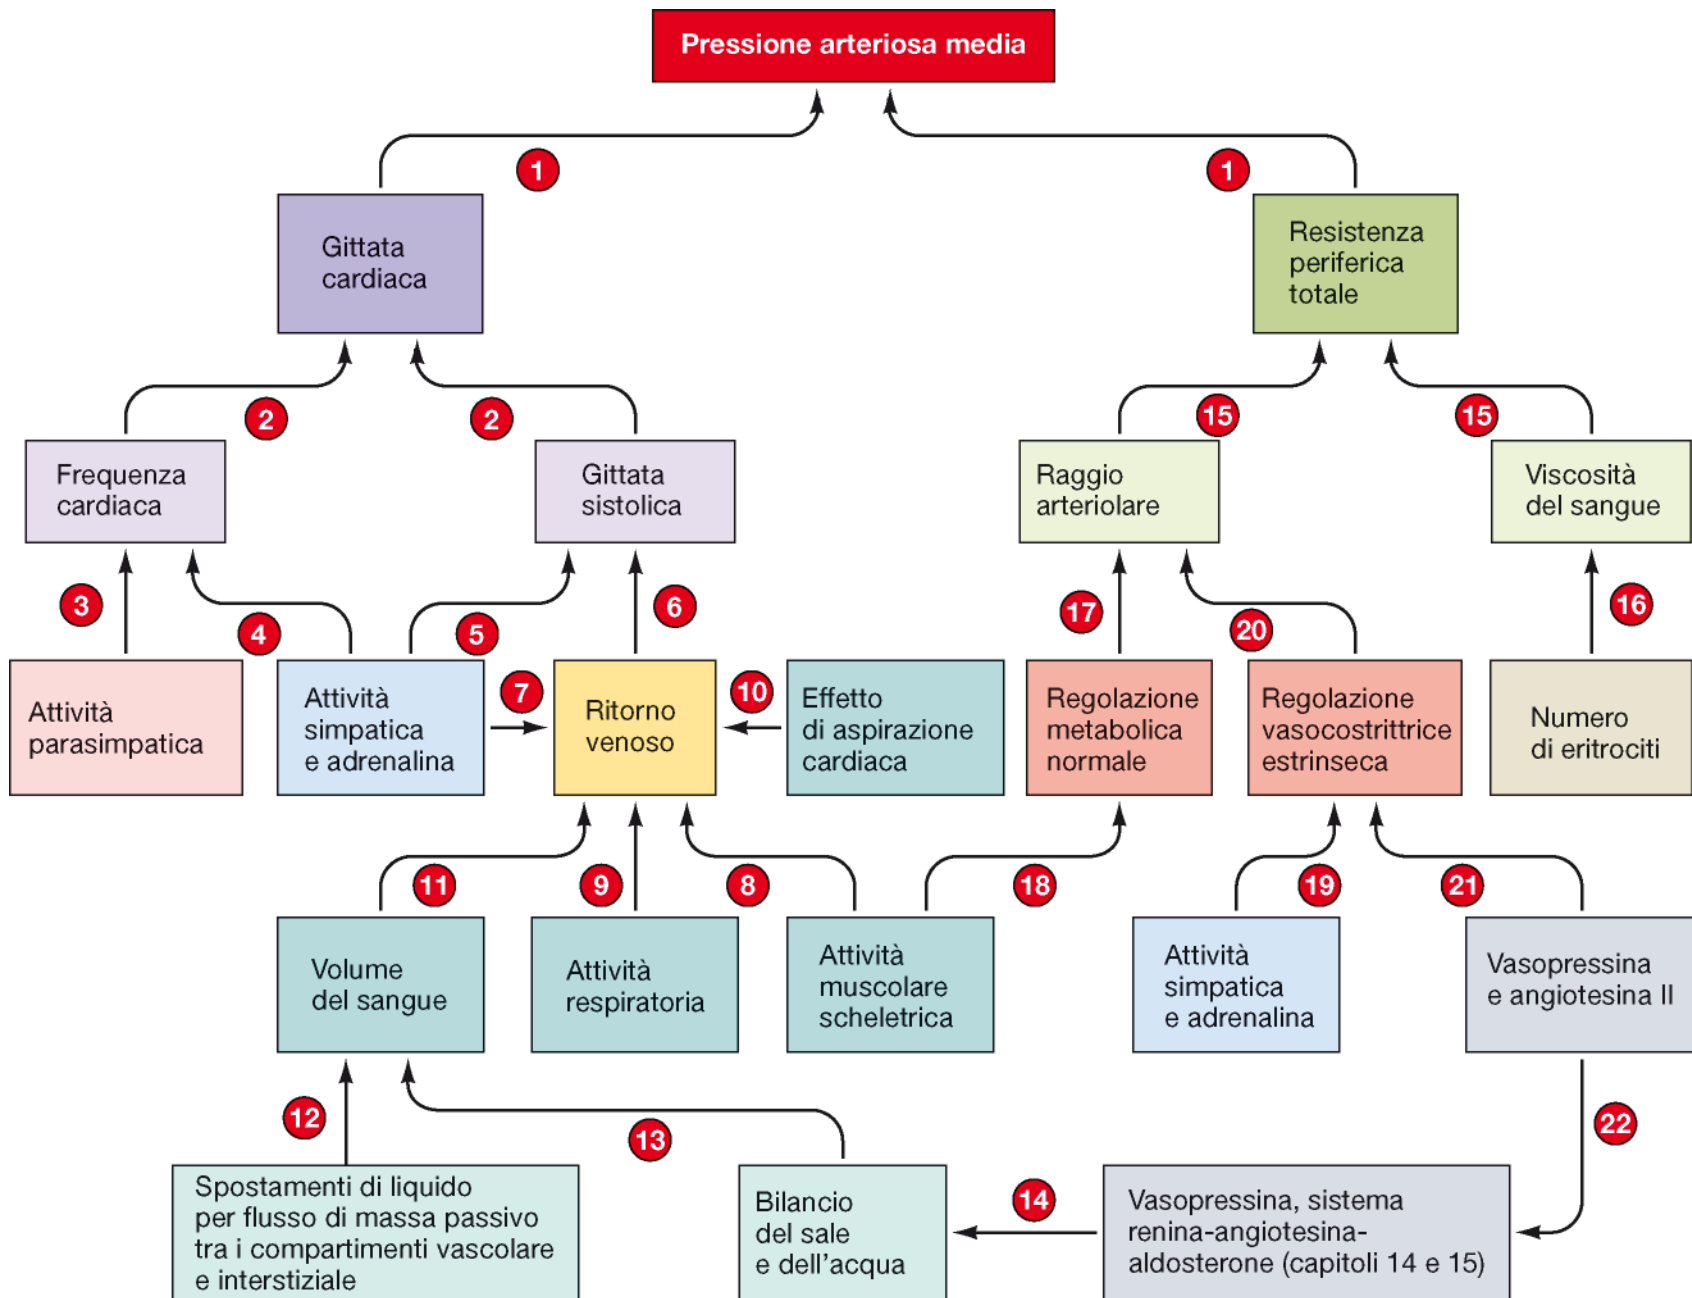 Pressione arteriosa media
1
1
Gittata
cardiaca
Resistenza
periferica
totale
2
2
15
15
Frequenza
cardiaca
Gittata
sistolica
Raggio
arteriolare
Viscosità
del sangue
3
4
5
6
17
20
16
Attività
parasimpatica
Attività
simpatica
e adrenalina
7
Ritorno
venoso
10
Effetto
di aspirazione
cardiaca
Regolazione
metabolica
normale
Regolazione
vasocostrittrice
estrinseca
Numero
di eritrociti
11
9
8
18
19
21
Volume
del sangue
Attività
respiratoria
Attività
muscolare
scheletrica
Attività
simpatica
e adrenalina
Vasopressina
e angiotesina II
12
13
22
Spostamenti di liquido
per flusso di massa passivo
tra i compartimenti vascolare
e interstiziale
Bilancio
del sale
e dell'acqua
14
Vasopressina, sistema
renina-angiotesina-
aldosterone (capitoli 14 e 15)